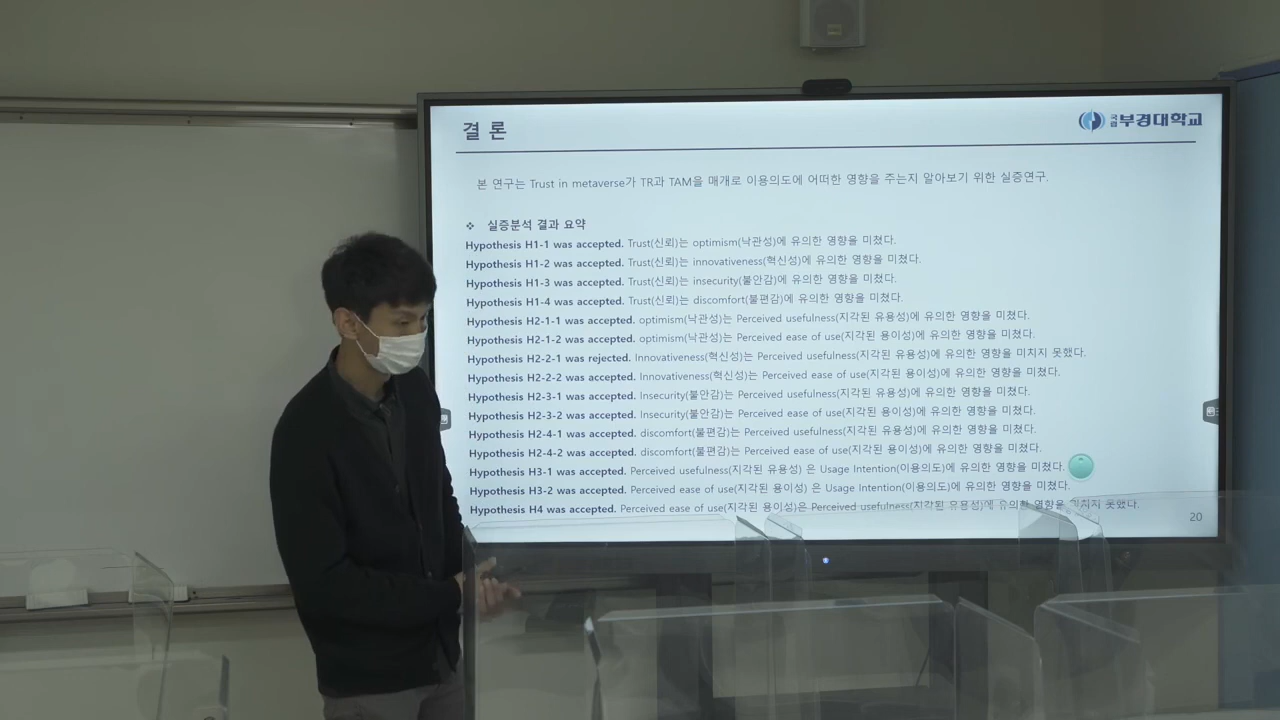 결 론
국립 부경대학교
본 연구는 Trust in metaverse가 TR과 TAM을 매개로 이용의도에 어떠한 영향을 주는지 알아보기 위한 실증연구.
❖ 실증분석 결과 요약
Hypothesis H1-1 was accepted. Trust(신뢰)는 optimism(낙관성)에 유의한 영향을 미쳤다.
Hypothesis H1-2 was accepted. Trust(신뢰)는 innovativeness(혁신성)에 유의한 영향을 미쳤다.
Hypothesis H1-3 was accepted. Trust(신뢰)는 insecurity(불안감)에 유의한 영향을 미쳤다.
Hypothesis H1-4 was accepted. Trust(신뢰)는 discomfort(불편감)에 유의한 영향을 미쳤다.
Hypothesis H2-1-1 was accepted. optimism(낙관성)는 Perceived usefulness(지각된 유용성)에 유의한 영향을 미쳤다.
Hypothesis H2-1-2 was accepted. optimism(낙관성)는 Perceived ease of use(지각된 용이성)에 유의한 영향을 미쳤다.
Hypothesis H2-2-1 was rejected. Innovativeness(혁신성)는 Perceived usefulness(지각된 유용성)에 유의한 영향을 미치지 못했다.
Hypothesis H2-2-2 was accepted. Innovativeness(혁신성)는 Perceived ease of use(지각된 용이성)에 유의한 영향을 미쳤다.
Hypothesis H2-3-1 was accepted. Insecurity(불안감)는 Perceived usefulness(지각된 유용성)에 유의한 영향을 미쳤다.
Hypothesis H2-3-2 was accepted. Insecurity(불안감)는 Perceived ease of use(지각된 용이성)에 유의한 영향을 미쳤다.
Hypothesis H2-4-1 was accepted. discomfort(불편감)는 Perceived usefulness(지각된 유용성)에 유의한 영향을 미쳤다.
Hypothesis H2-4-2 was accepted. discomfort(불편감)는 Perceived ease of use(지각된 용이성)에 유의한 영향을 미쳤다.
Hypothesis H3-1 was accepted. Perceived usefulness(지각된 유용성) 은 Usage Intention(이용의도)에 유의한 영향을 미쳤다.
Hypothesis H3-2 was accepted. Perceived ease of use(지각된 용이성) 은 Usage Intention(이용의도)에 유의한 영향을 미쳤다.
Hypothesis H4 was accepted. Perceived ease of use(지각된 용이성)은 Perceived usefulness(지각된 유용성)에 유의한 영향을 미치지 못했다.
20